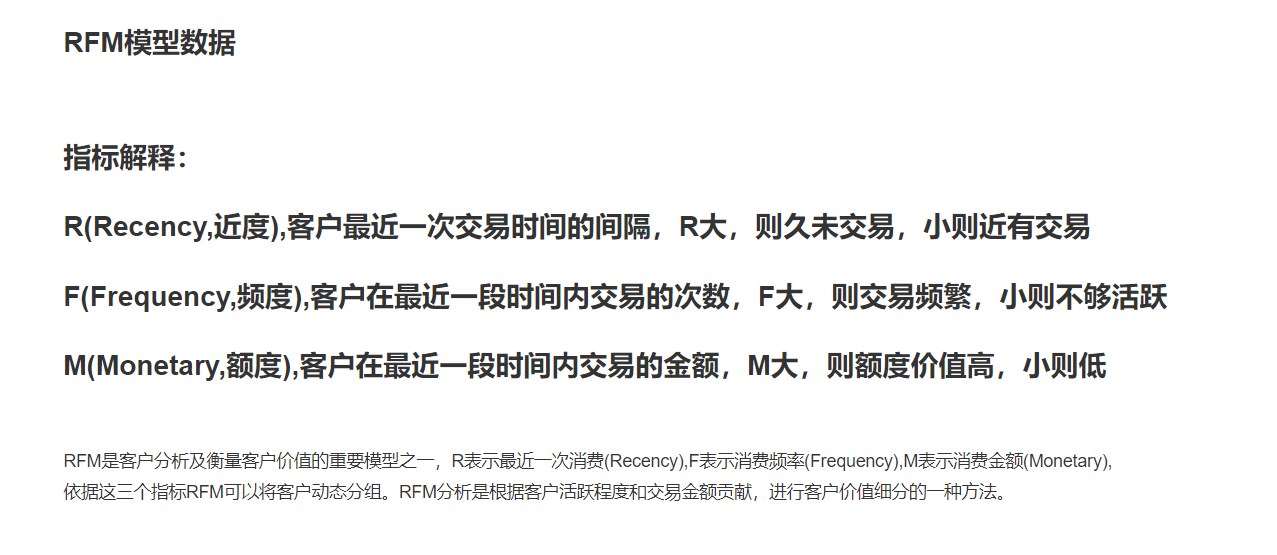 RFM模型数据
指标解释：
R(Recency,近度),客户最近一次交易时间的间隔，R大，则久未交易，小则近有交易
F(Frequency,频度),客户在最近一段时间内交易的次数，F大，则交易频繁，小则不够活跃
M(Monetary,额度),客户在最近一段时间内交易的金额，M大，则额度价值高，小则低
RFM是客户分析及衡量客户价值的重要模型之一，R表示最近一次消费(Recency),F表示消费频率(Frequency),M表示消费金额(Monetary),
依据这三个指标RFM可以将客户动态分组。RFM分析是根据客户活跃程度和交易金额贡献，进行客户价值细分的一种方法。